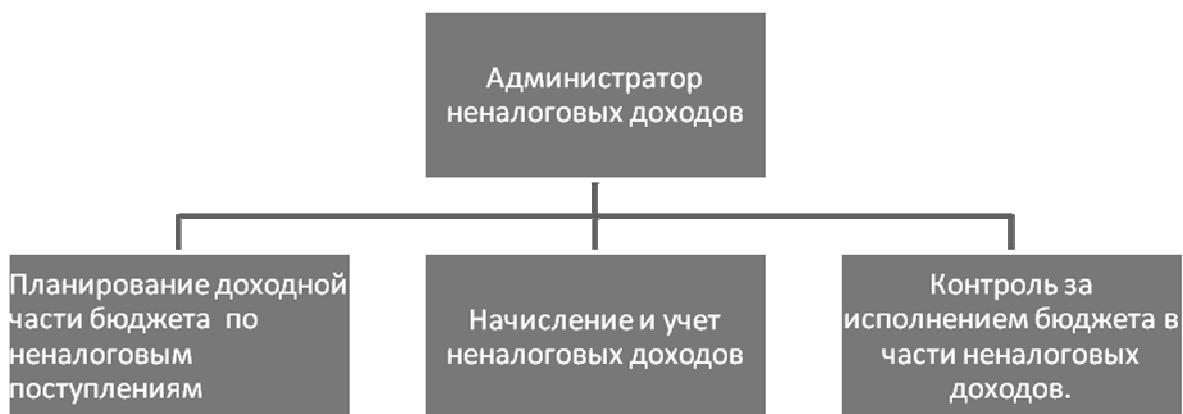 Администратор
неналоговых доходов
Планирование доходной
части бюджета по
неналоговым
поступлениям
Начисление и учет
неналоговых доходов
Контроль за
исполнением бюджета в
части неналоговых
доходов.